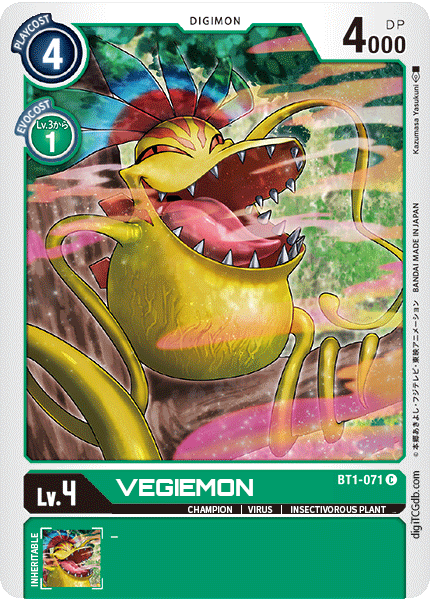 PLAYCOST
4
DIGIMON
DP
4000
EVOCOST
Lv.3から
1
Kazumasa Yasukuni
©本郷あきよし・フジテレビ・東映アニメーション BANDAI MADE IN JAPAN
digiTCGdb.com
BT1-071 C
Lv.4
VEGIEMON
CHAMPION | VIRUS | INSECTIVOROUS PLANT
INHERITABLE
-